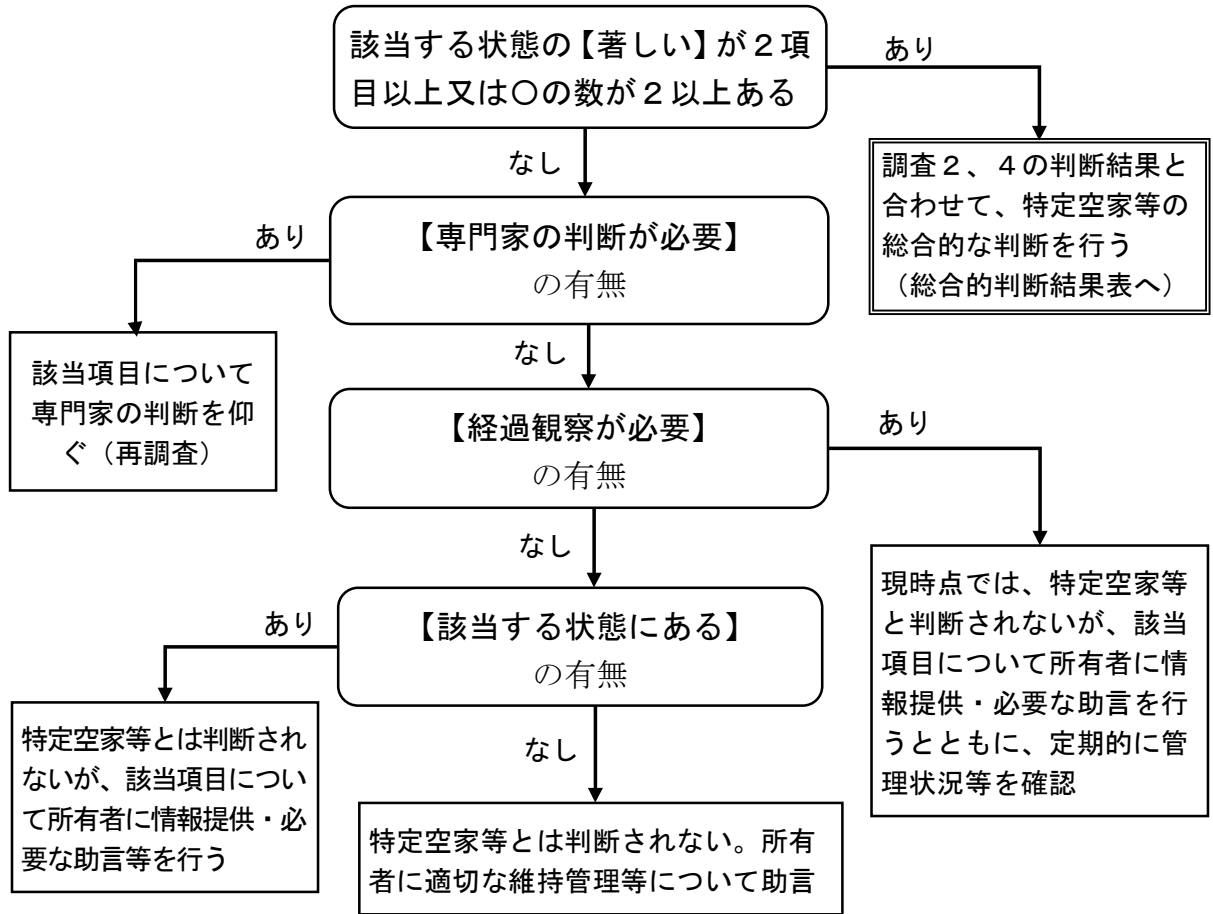 該当する状態の【著しい】が２項
目以上又は〇の数が２以上ある
あり
なし
調査２、４の判断結果と
合わせて、特定空家等の
総合的な判断を行う
（総合的判断結果表へ）
あり
【専門家の判断が必要】
の有無
なし
該当項目について
専門家の判断を仰
ぐ（再調査）
【経過観察が必要】
の有無
あり
なし
現時点では、特定空家等
と判断されないが、該当
項目について所有者に情
報提供・必要な助言を行
うとともに、定期的に管
理状況等を確認
あり
【該当する状態にある】
の有無
なし
特定空家等とは判断され
ないが、該当項目につい
て所有者に情報提供・必
要な助言等を行う
特定空家等とは判断されない。所有
者に適切な維持管理等について助言